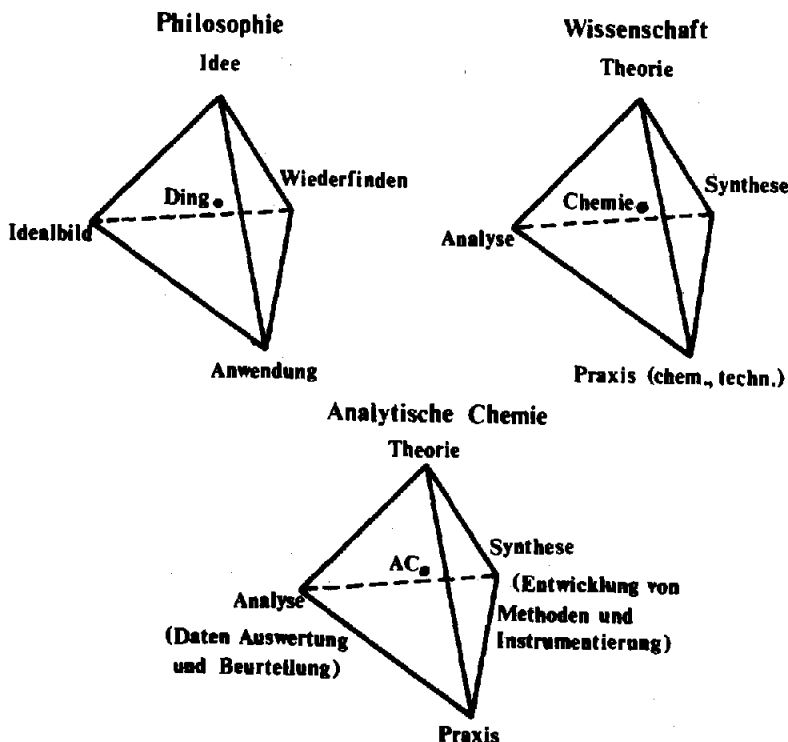 Philosophie
Idee
Wiederfinden
Ding
Idealbild
Anwendung
Wissenschaft
Theorie
Synthese
Chemie
Analyse
Praxis (chem., techn.)
Analytische Chemie
Theorie
Synthese
AC
(Entwicklung von
Methoden und
Instrumentierung)
Analyse
(Daten Auswertung
und Beurteilung)
Praxis